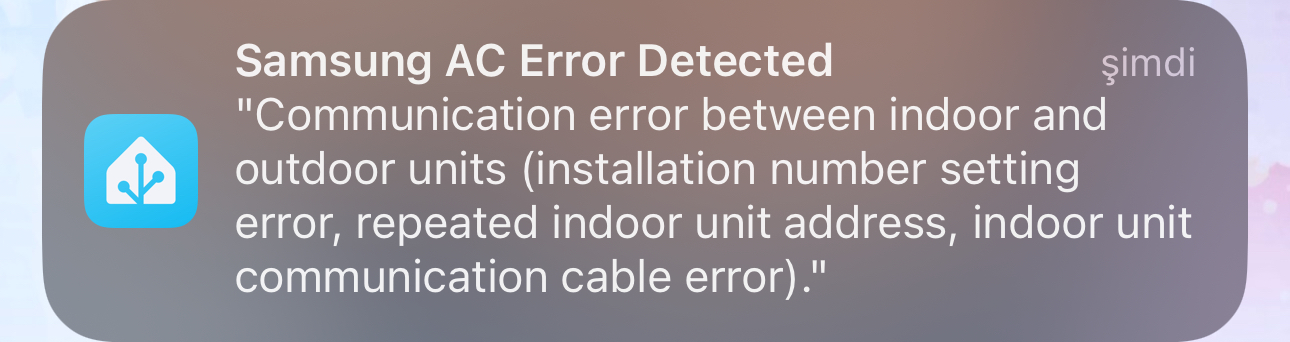 Samsung AC Error Detected
şimdi
"Communication error between indoor and
outdoor units (installation number setting
error, repeated indoor unit address, indoor unit
communication cable error)."